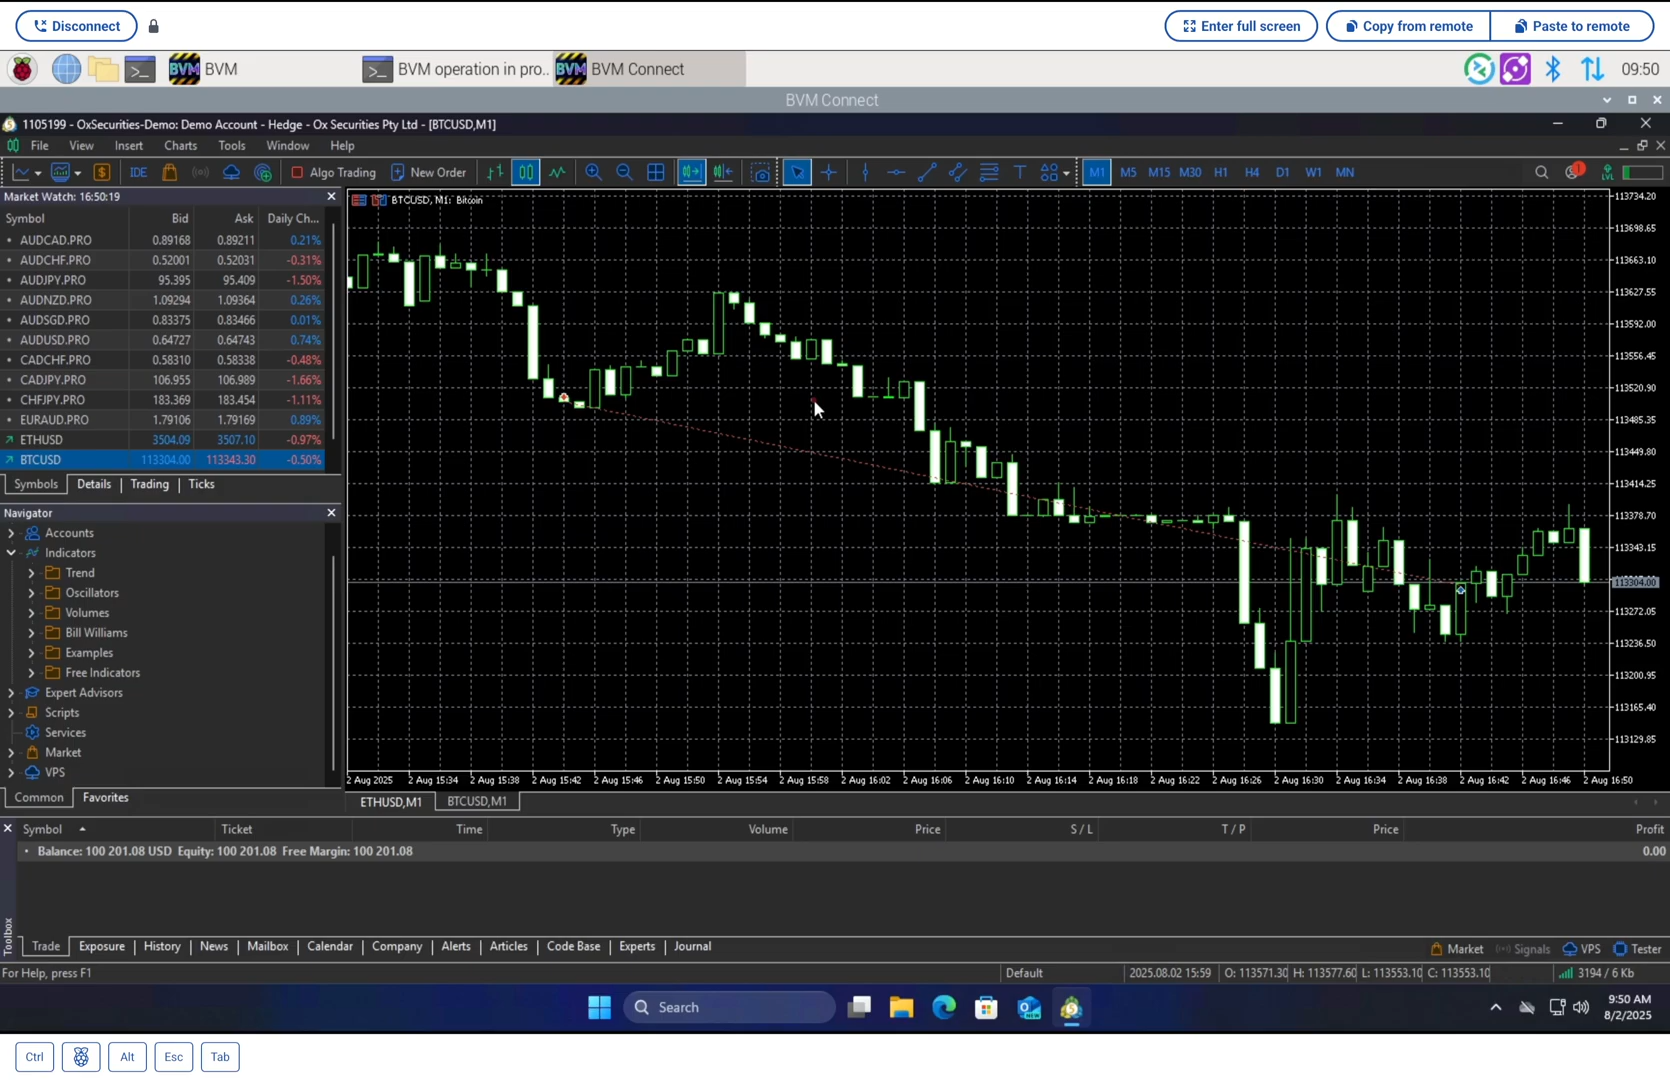 Disconnect Enter full screen Copy from remote Paste to remote
BVM BVM BVM operation in pro.. BVM BVM Connect 09:50
BVM Connect
1105199 - OxSecurities-Demo: Demo Account - Hedge - Ox Securities Pty Ltd - [BTCUSD,M1]
File View Insert Charts Tools Window Help
IDE Algo Trading New Order T M1 M5 M15 M30 H1 H4 D1 W1 MN 1 LVL
Market Watch: 16:50:19
Symbol Bid Ask Daily Ch...
AUDCAD.PRO 0.89168 0.89211 0.21%
AUDCHF.PRO 0.52001 0.52031 -0.31%
AUDJPY.PRO 95.395 95.409 -1.50%
AUDNZD.PRO 1.09294 1.09364 0.26%
AUDSGD.PRO 0.83375 0.83466 0.01%
AUDUSD.PRO 0.64727 0.64743 0.74%
CADCHF.PRO 0.58310 0.58338 -0.48%
CADJPY.PRO 106.955 106.989 -1.66%
CHFJPY.PRO 183.369 183.454 -1.11%
EURAUD.PRO 1.79106 1.79169 0.89%
ETHUSD 3504.09 3507.10 -0.97%
BTCUSD 113304.00 113343.30 -0.50%
Symbols Details Trading Ticks
Navigator
Accounts
Indicators
Trend
Oscillators
Volumes
Bill Williams
Examples
Free Indicators
Expert Advisors
Scripts
Services
Market
VPS
Common Favorites
BTCUSD, M1: Bitcoin
113734.20
113698.65
113663.10
113627.55
113592.00
113556.45
113520.90
113485.35
113449.80
113414.25
113378.70
113343.15
113304.00
113272.05
113236.50
113200.95
113165.40
113129.85
2 Aug 2025 2 Aug 15:34 2 Aug 15:38 2 Aug 15:42 2 Aug 15:46 2 Aug 15:50 2 Aug 15:54 2 Aug 15:58 2 Aug 16:02 2 Aug 16:06 2 Aug 16:10 2 Aug 16:14 2 Aug 16:18 2 Aug 16:22 2 Aug 16:26 2 Aug 16:30 2 Aug 16:34 2 Aug 16:38 2 Aug 16:42 2 Aug 16:46 2 Aug 16:50
ETHUSD,M1 BTCUSD,M1
Symbol Ticket Time Type Volume Price S / L T / P Price Profit
Balance: 100 201.08 USD Equity: 100 201.08 Free Margin: 100 201.08 0.00
Toolbox
Trade Exposure History News Mailbox Calendar Company Alerts Articles Code Base Experts Journal Market Signals VPS Tester
For Help, press F1 Default 2025.08.02 15:59 O: 113571.30 H: 113577.60 L: 113553.10 C: 113553.10 3194 / 6 Kb
Search 9:50 AM
8/2/2025
Ctrl Alt Esc Tab